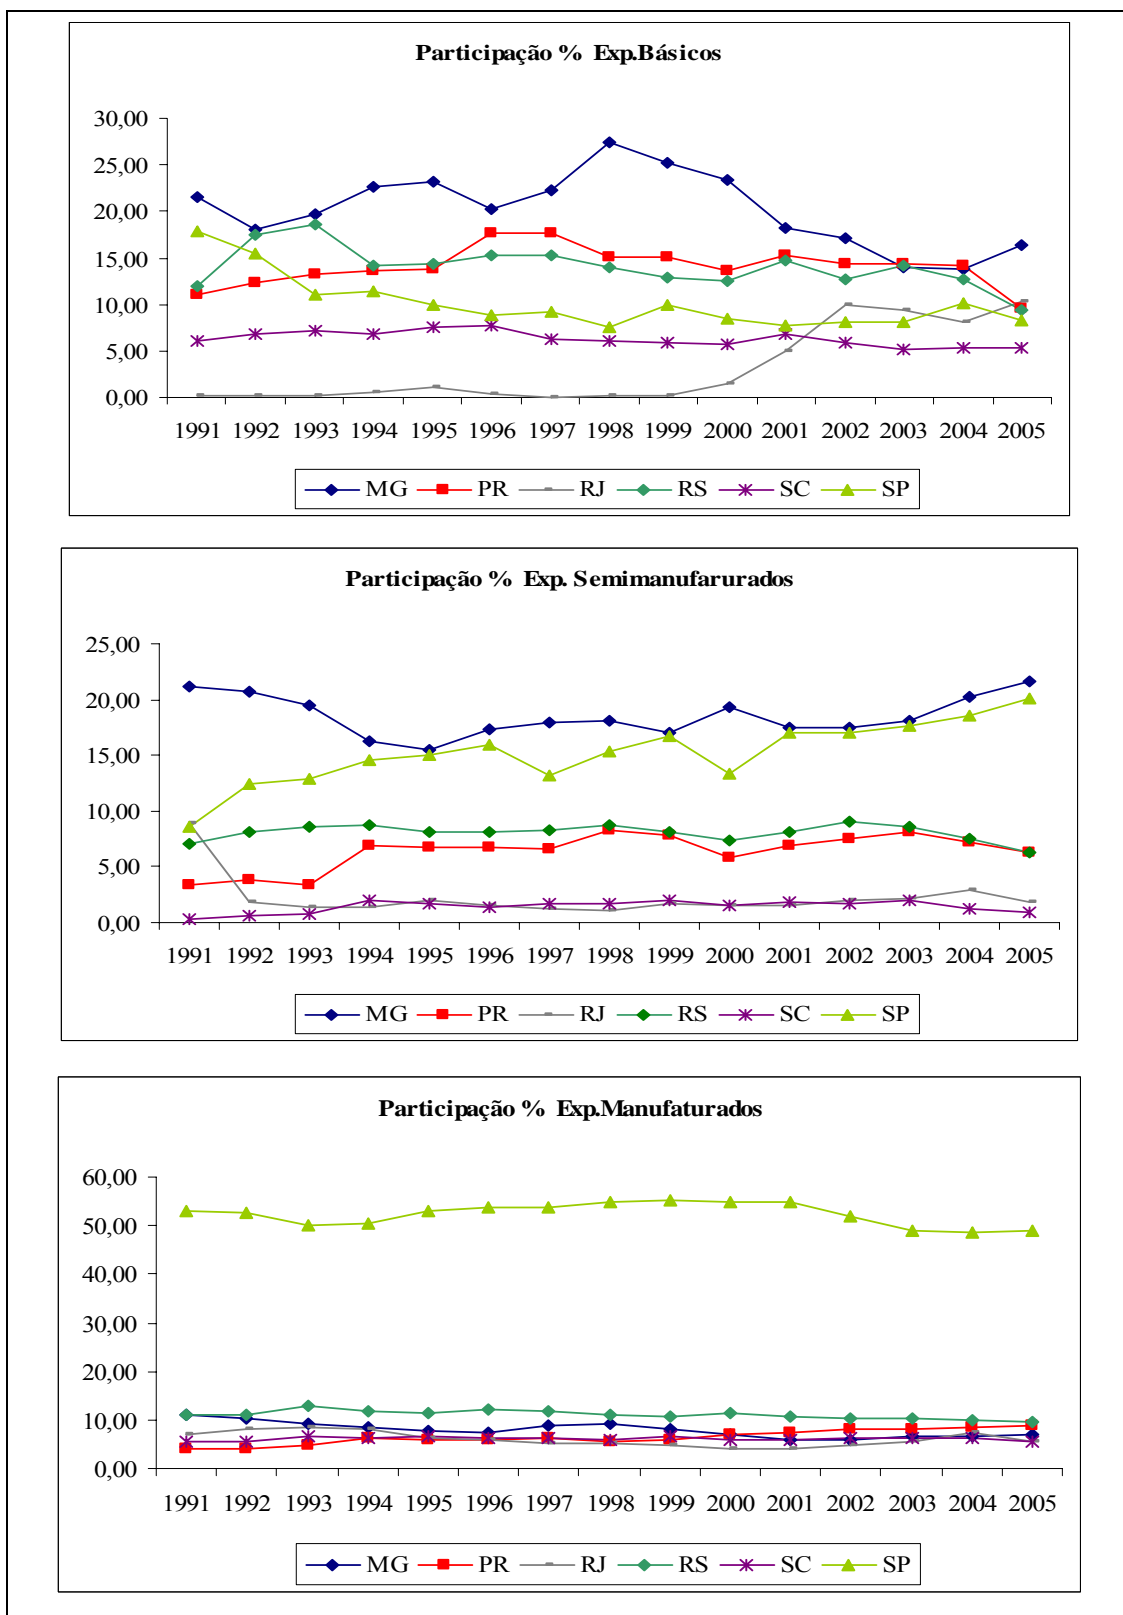 Participação % Exp.Básicos
30,00
25,00
20,00
15,00
10,00
5,00
0,00
1991 1992 1993 1994 1995 1996 1997 1998 1999 2000 2001 2002 2003 2004 2005
MG PR RJ RS SC SP
Participação % Exp. Semimanufarurados
25,00
20,00
15,00
10,00
5,00
0,00
1991 1992 1993 1994 1995 1996 1997 1998 1999 2000 2001 2002 2003 2004 2005
MG PR RJ RS SC SP
Participação % Exp.Manufaturados
60,00
50,00
40,00
30,00
20,00
10,00
0,00
1991 1992 1993 1994 1995 1996 1997 1998 1999 2000 2001 2002 2003 2004 2005
MG PR RJ RS SC SP